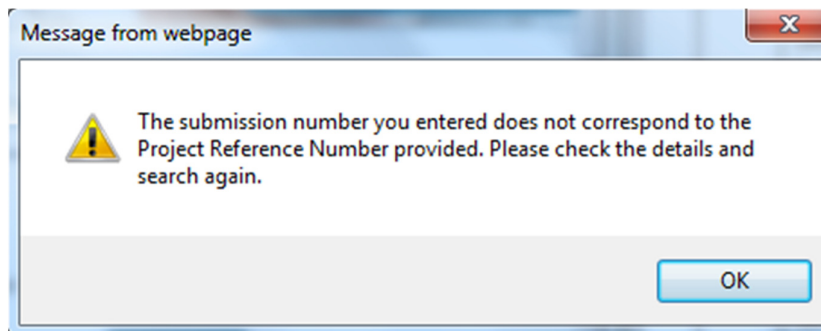 Message from webpage
The submission number you entered does not correspond to the
Project Reference Number provided. Please check the details and
search again.
OK